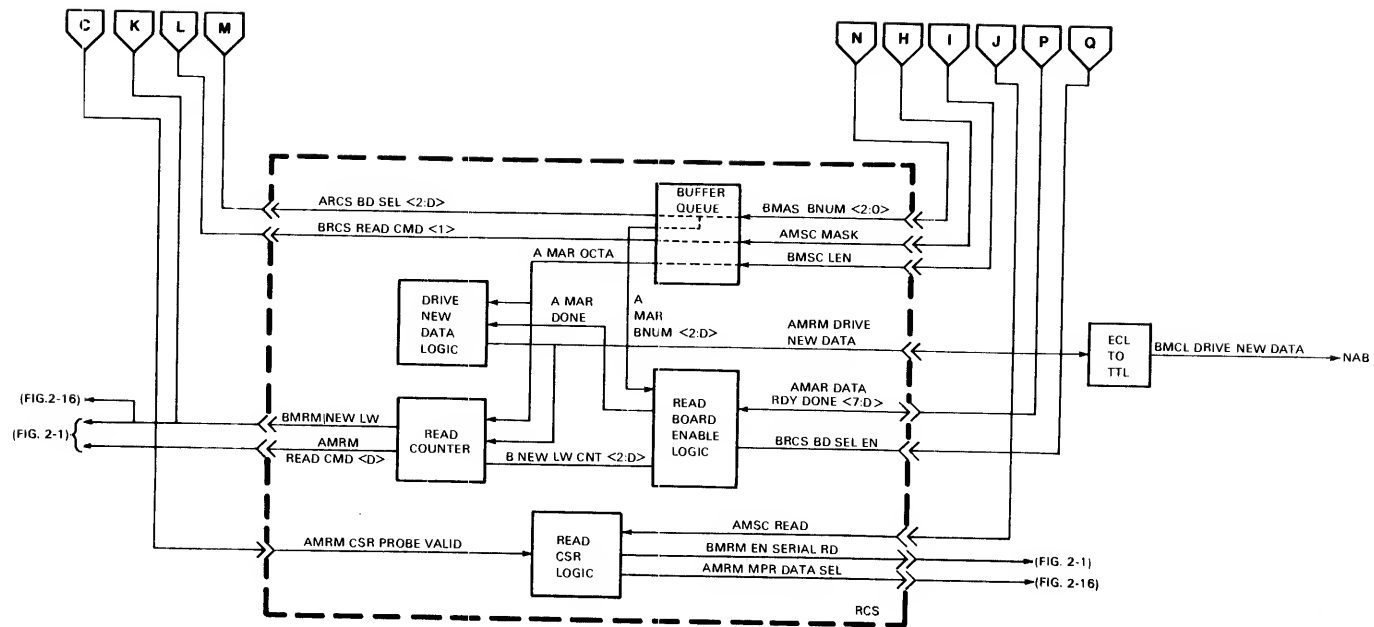 C K L M N H I J P Q
BUFFER
QUEUE
ARCS BD SEL <2:D>
BMAS BNUM <2:O>
BRCS READ CMD <1>
AMSC MASK
A MAR OCTA
BMSC LEN
DRIVE
NEW
DATA
LOGIC
A MAR
DONE
A
MAR
BNUM <2:D>
AMRM DRIVE
NEW DATA
ECL
TO
TTL
BMCL DRIVE NEW DATA
NAB
(FIG.2-16)
(FIG. 2-1)
BMRM NEW LW
AMRM
READ CMD <D>
READ
COUNTER
B NEW LW CNT <2:D>
READ
BOARD
ENABLE
LOGIC
AMAR DATA
RDY DONE <7:D>
BRCS BD SEL EN
AMRM CSR PROBE VALID
READ
CSR
LOGIC
AMSC READ
BMRM EN SERIAL RD
(FIG. 2-1)
AMRM MPR DATA SEL
(FIG. 2-16)
RCS